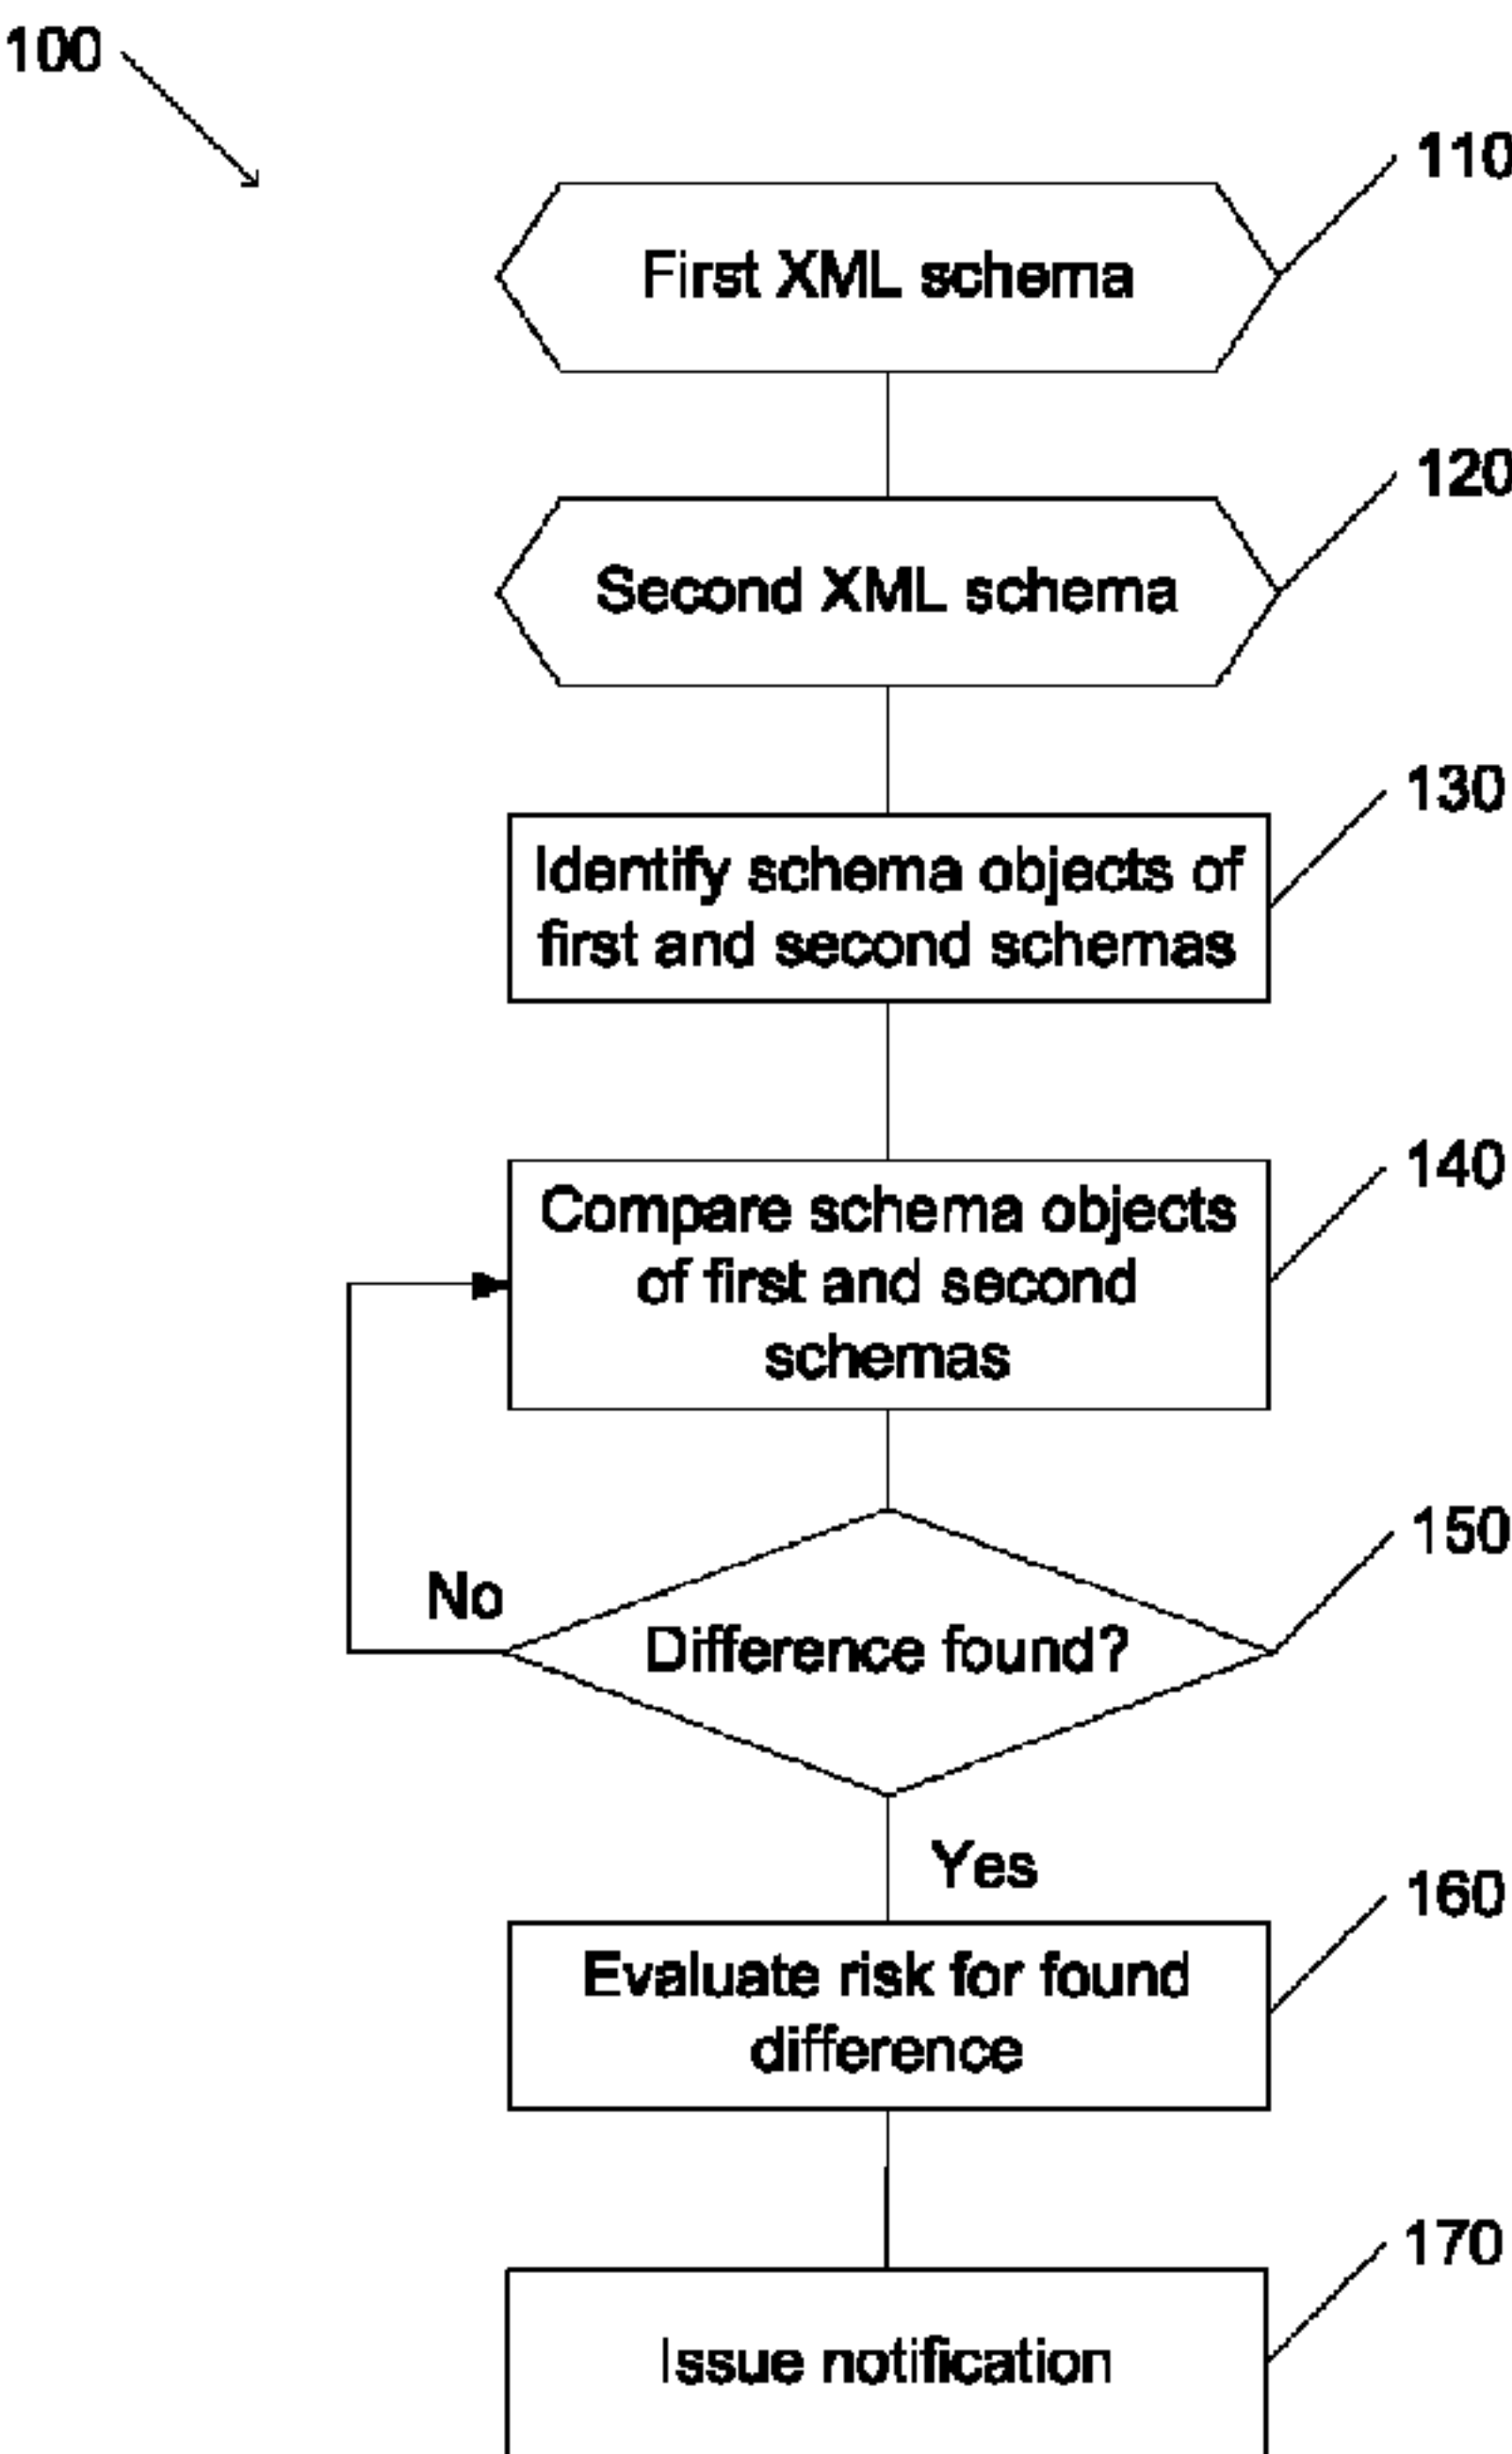 100
110
First XML schema
120
Second XML schema
130
Identify schema objects of
first and second schemas
140
Compare schema objects
of first and second
schemas
150
No
Difference found?
Yes
160
Evaluate risk for found
difference
170
Issue notification